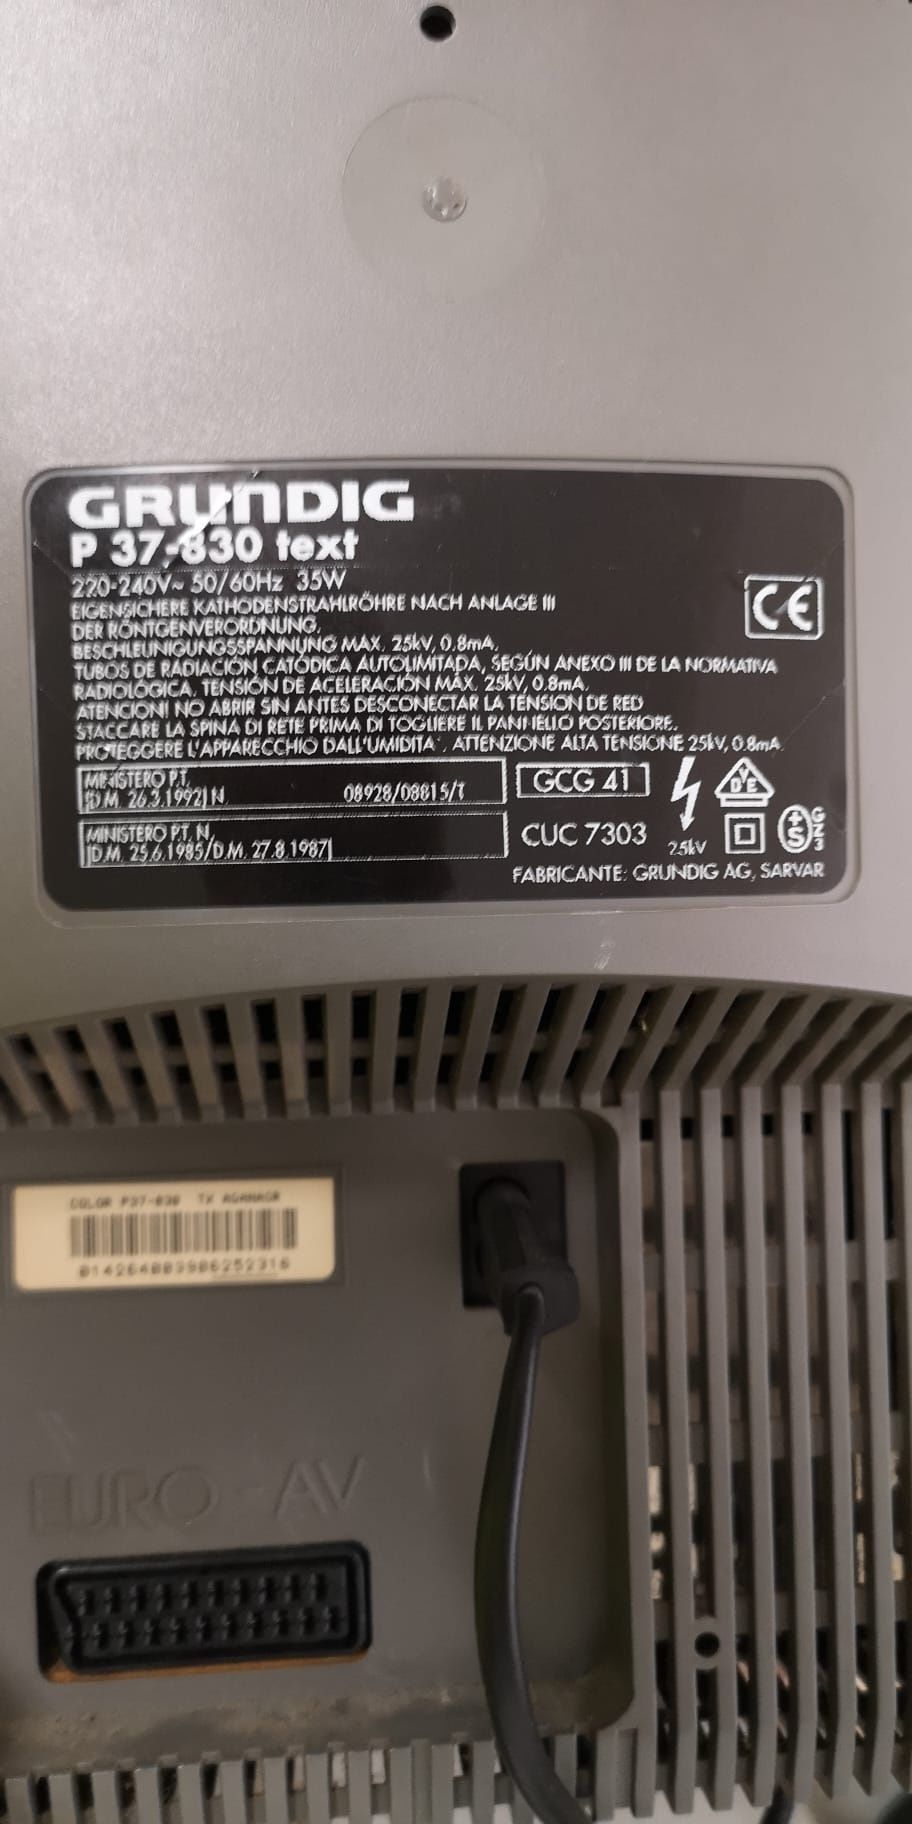 GRUNDIG
P 37-830 text
220-240V~ 50/60Hz 35W
EIGENSICHERE KATHODENSTRAHLRÖHRE NACH ANLAGE III
DER RÖNTGENVERORDNUNG,
BESCHLEUNIGUNGSSPANNUNG MAX. 25kV, 0.8mA.
TUBOS DE RADIACIÓN CATÓDICA AUTOLIMITADA, SEGÚN ANEXO III DE LA NORMATIVA
RADIOLÓGICA, TENSIÓN DE ACELERACIÓN MÁX. 25kV, 0.8mA.
ATENCION! NO ABRIR SIN ANTES DESCONECTAR LA TENSIÓN DE RED
STACCARE LA SPINA DI RETE PRIMA DI TOGLIERE IL PANNELLO POSTERIORE.
PROTEGGERE L'APPARECCHIO DALL'UMIDITA', ATTENZIONE ALTA TENSIONE 25kV, 0.8mA
MINISTERO P.T.
(D.M. 26.3.1992) N. 08928/08815/T
GCG 41
MINISTERO P.T. N.
(D.M. 25.6.1985/D.M. 27.8.1987)
CUC 7303
25kV
FABRICANTE: GRUNDIG AG, SARVAR
CE
VDE
+S
GZ3
COLOR P37-830 TX
014264003906252316
EURO-AV